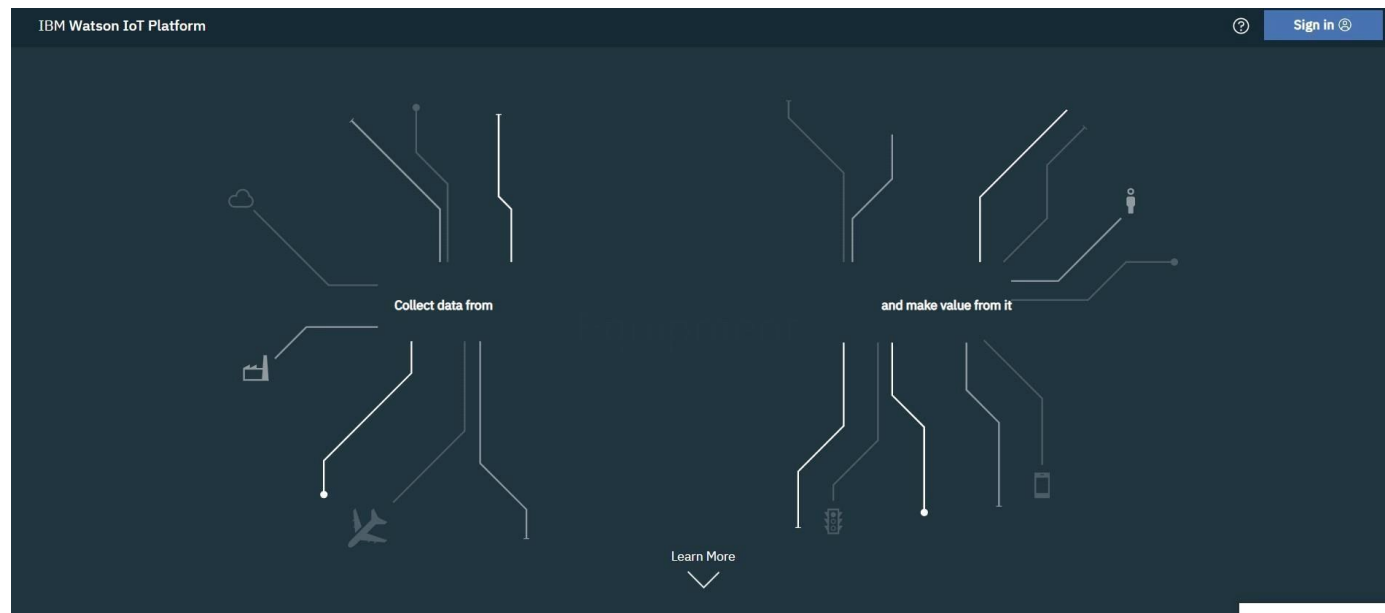 IBM Watson IoT Platform
Sign in
Collect data from
and make value from it
Learn More